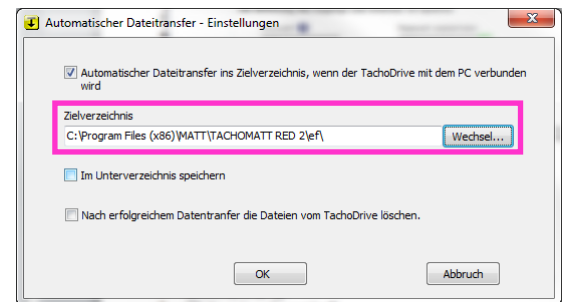 Automatischer Dateitransfer - Einstellungen
Automatischer Dateitransfer ins Zielverzeichnis, wenn der TachoDrive mit dem PC verbunden
wird
Zielverzeichnis
C:\Program Files (x86)\MATT\TACHOMATT RED 2\ef\ Wechsel...
Im Unterverzeichnis speichern
Nach erfolgreichem Datentranfer die Dateien vom TachoDrive löschen.
OK Abbruch